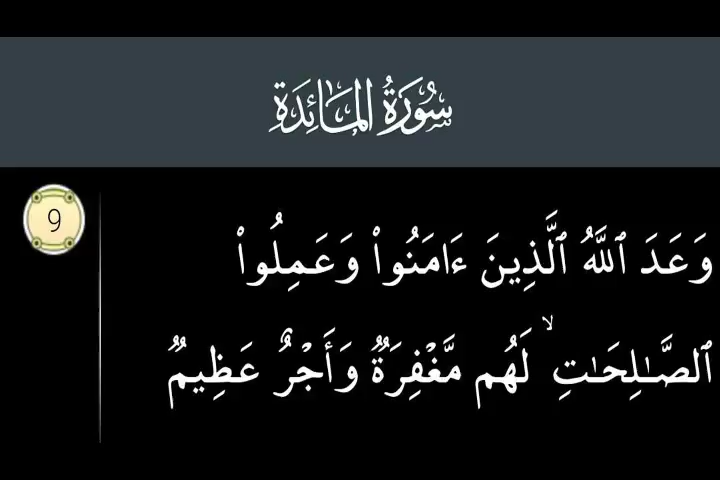 سُورَةُ المَائِدَةِ
9
وَعَدَ ٱللَّهُ ٱلَّذِينَ ءَامَنُوا۟ وَعَمِلُوا۟
ٱلصَّـٰلِحَـٰتِ ۙ لَهُم مَّغْفِرَةٌ وَأَجْرٌ عَظِيمٌ